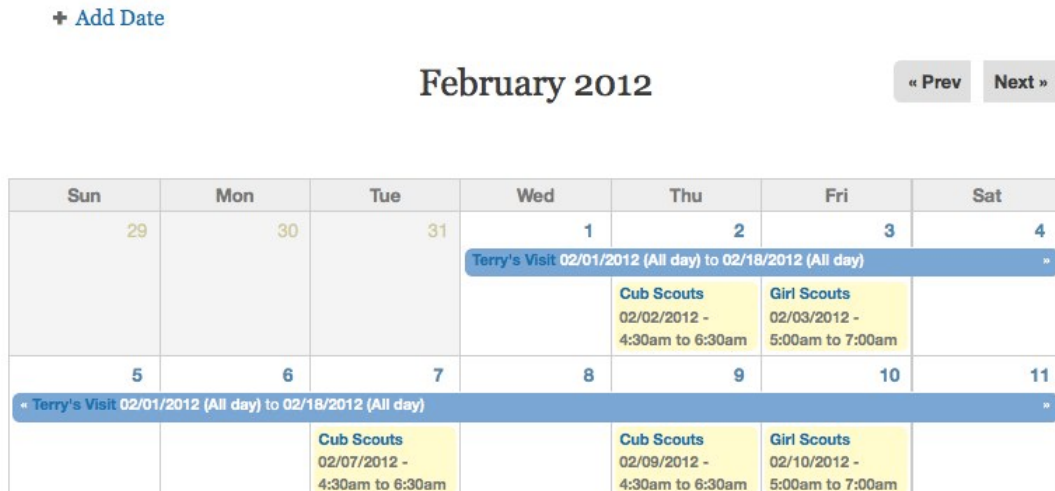 + Add Date
February 2012
« Prev Next »
Sun Mon Tue Wed Thu Fri Sat
29 30 31 1 2 3 4
Terry's Visit 02/01/2012 (All day) to 02/18/2012 (All day) »
Cub Scouts
02/02/2012 -
4:30am to 6:30am
Girl Scouts
02/03/2012 -
5:00am to 7:00am
5 6 7 8 9 10 11
« Terry's Visit 02/01/2012 (All day) to 02/18/2012 (All day) »
Cub Scouts
02/07/2012 -
4:30am to 6:30am
Cub Scouts
02/09/2012 -
4:30am to 6:30am
Girl Scouts
02/10/2012 -
5:00am to 7:00am